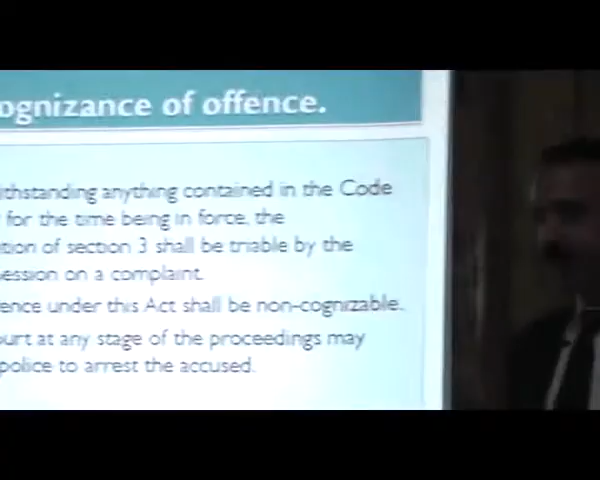 ognizance of offence.
ithstanding anything contained in the Code
for the time being in force, the
tion of section 3 shall be triable by the
ession on a complaint.
ence under this Act shall be non-cognizable.
urt at any stage of the proceedings may
police to arrest the accused.